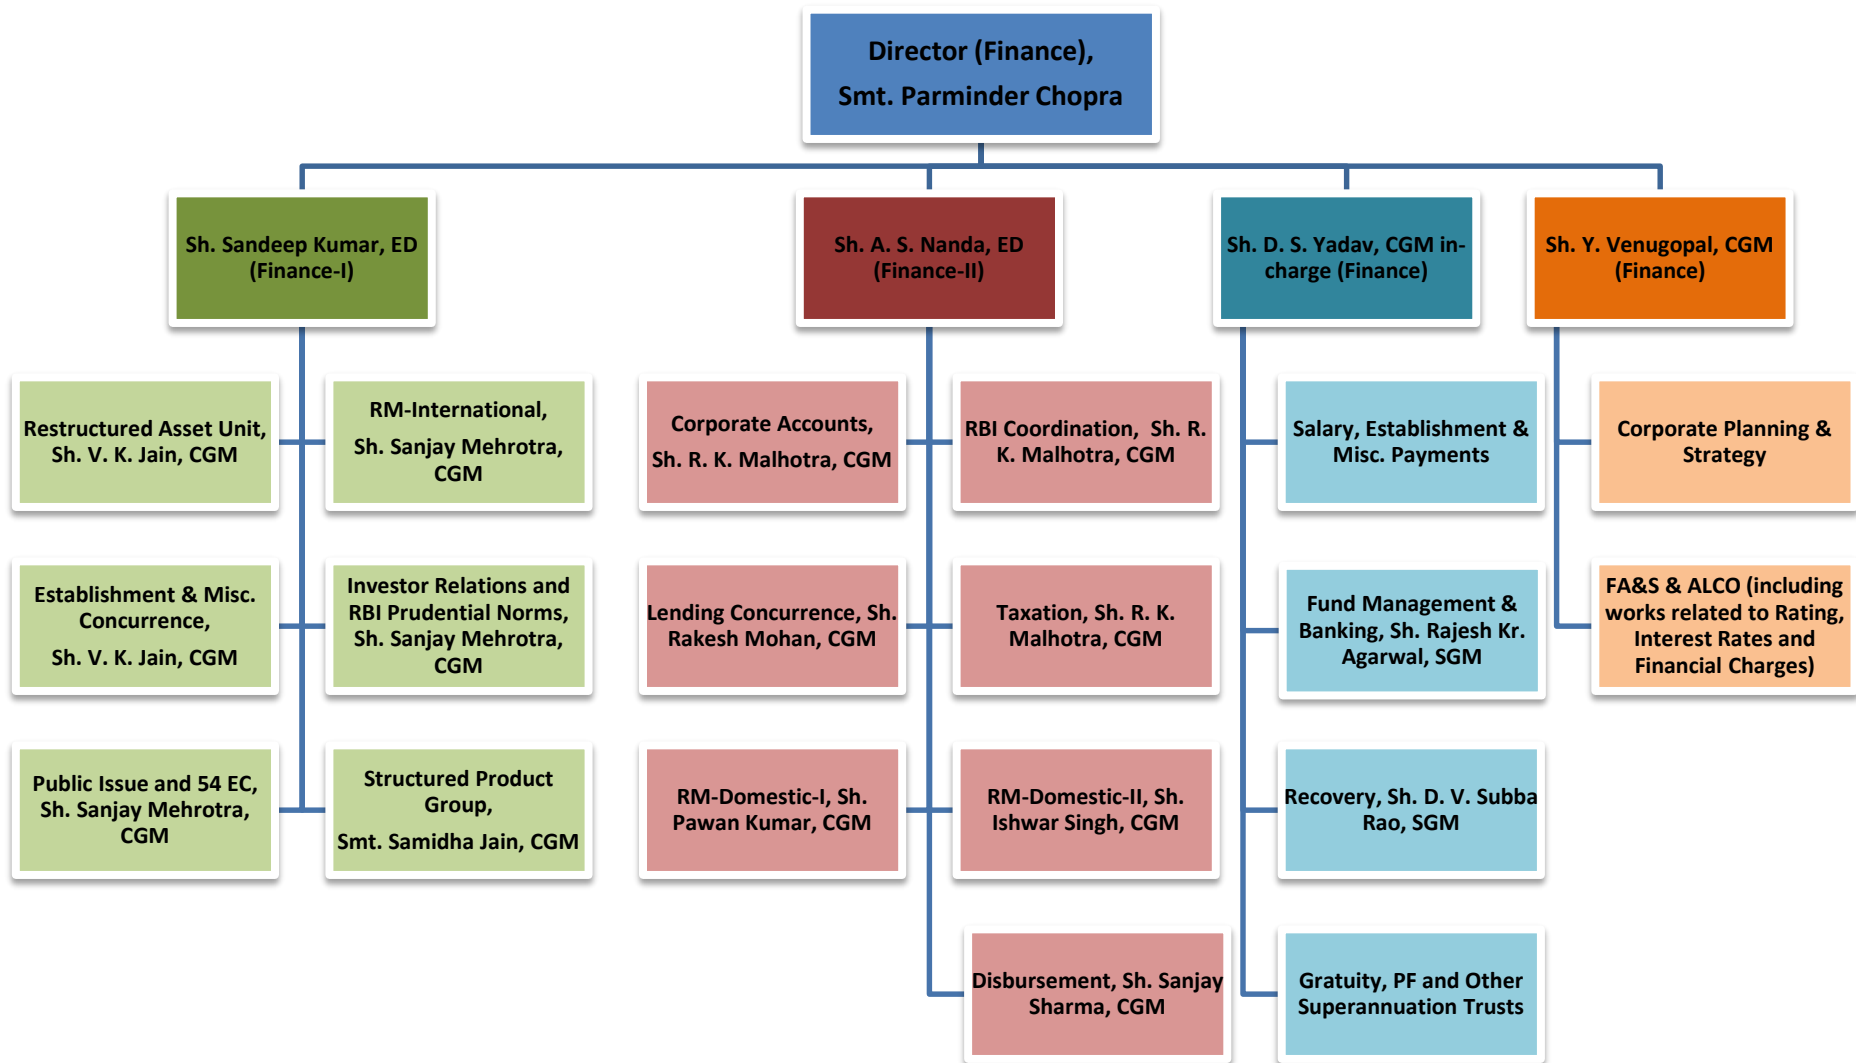 Director (Finance),
Smt. Parminder Chopra
Sh. Sandeep Kumar, ED
(Finance-I)
Sh. A. S. Nanda, ED
(Finance-II)
Sh. D. S. Yadav, CGM in-
charge (Finance)
Sh. Y. Venugopal, CGM
(Finance)
Restructured Asset Unit,
Sh. V. K. Jain, CGM
RM-International,
Sh. Sanjay Mehrotra,
CGM
Corporate Accounts,
Sh. R. K. Malhotra, CGM
RBI Coordination, Sh. R.
K. Malhotra, CGM
Salary, Establishment &
Misc. Payments
Corporate Planning &
Strategy
Establishment & Misc.
Concurrence,
Sh. V. K. Jain, CGM
Investor Relations and
RBI Prudential Norms,
Sh. Sanjay Mehrotra,
CGM
Lending Concurrence, Sh.
Rakesh Mohan, CGM
Taxation, Sh. R. K.
Malhotra, CGM
Fund Management &
Banking, Sh. Rajesh Kr.
Agarwal, SGM
FA&S & ALCO (including
works related to Rating,
Interest Rates and
Financial Charges)
Public Issue and 54 EC,
Sh. Sanjay Mehrotra,
CGM
Structured Product
Group,
Smt. Samidha Jain, CGM
RM-Domestic-I, Sh.
Pawan Kumar, CGM
RM-Domestic-II, Sh.
Ishwar Singh, CGM
Recovery, Sh. D. V. Subba
Rao, SGM
Disbursement, Sh. Sanjay
Sharma, CGM
Gratuity, PF and Other
Superannuation Trusts